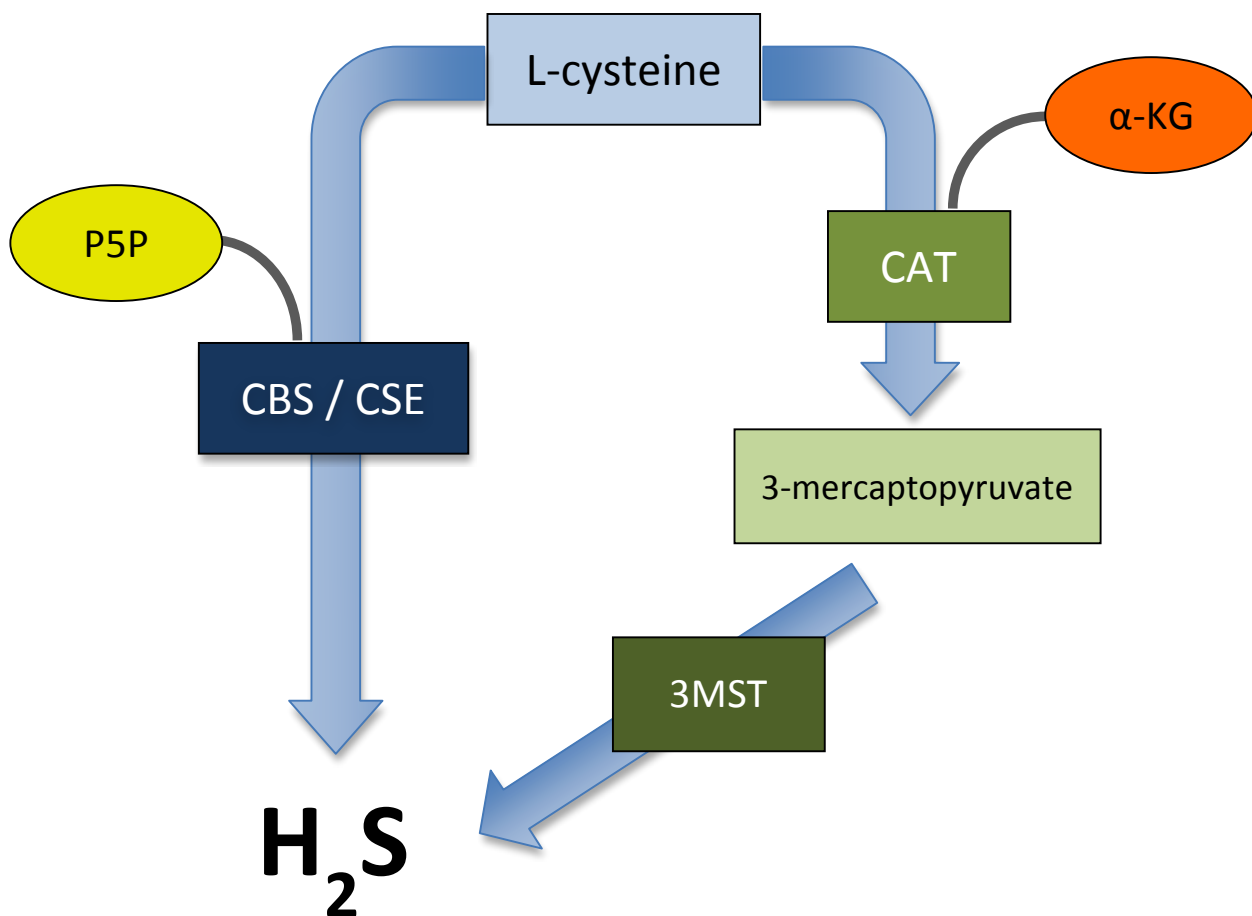 L-cysteine
α-KG
P5P
CAT
CBS / CSE
3-mercaptopyruvate
3MST
H₂S